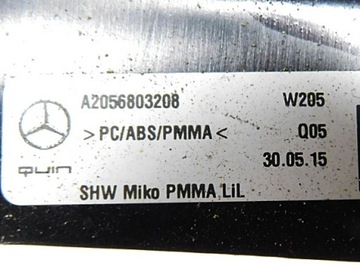 A2056803208 W205
>PC/ABS/PMMA< Q05
30.05.15
QUIN
SHW Miko PMMA LiL